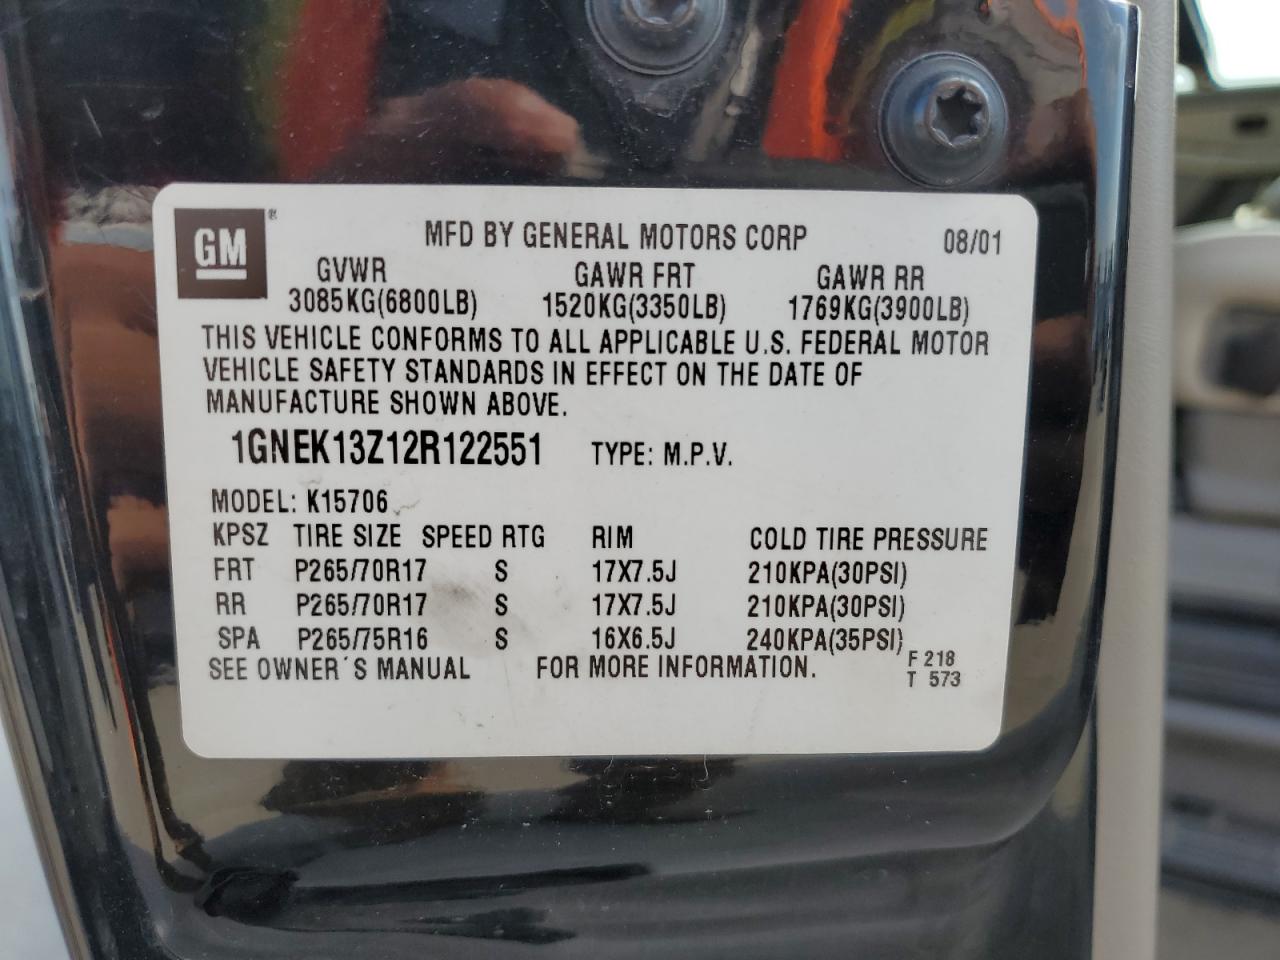 GM®
MFD BY GENERAL MOTORS CORP 08/01
GVWR GAWR FRT GAWR RR
3085KG(6800LB) 1520KG(3350LB) 1769KG(3900LB)
THIS VEHICLE CONFORMS TO ALL APPLICABLE U.S. FEDERAL MOTOR
VEHICLE SAFETY STANDARDS IN EFFECT ON THE DATE OF
MANUFACTURE SHOWN ABOVE.
1GNEK13Z12R122551 TYPE: M.P.V.
MODEL: K15706
KPSZ TIRE SIZE SPEED RTG RIM COLD TIRE PRESSURE
FRT P265/70R17 S 17X7.5J 210KPA(30PSI)
RR P265/70R17 S 17X7.5J 210KPA(30PSI)
SPA P265/75R16 S 16X6.5J 240KPA(35PSI)
SEE OWNER´S MANUAL FOR MORE INFORMATION.
F 218
T 573